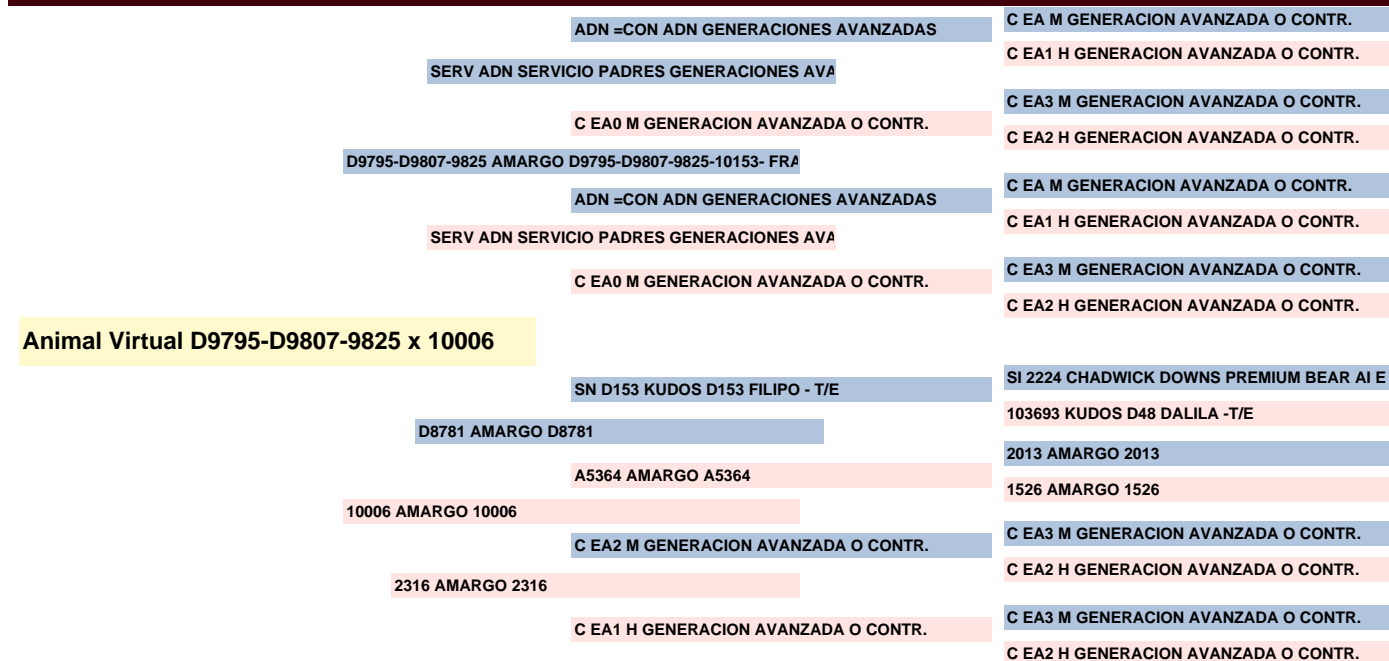 ADN =CON ADN GENERACIONES AVANZADAS
C EA M GENERACION AVANZADA O CONTR.
C EA1 H GENERACION AVANZADA O CONTR.
SERV ADN SERVICIO PADRES GENERACIONES AVA
C EA0 M GENERACION AVANZADA O CONTR.
C EA3 M GENERACION AVANZADA O CONTR.
C EA2 H GENERACION AVANZADA O CONTR.
D9795-D9807-9825 AMARGO D9795-D9807-9825-10153- FRA
ADN =CON ADN GENERACIONES AVANZADAS
C EA M GENERACION AVANZADA O CONTR.
C EA1 H GENERACION AVANZADA O CONTR.
SERV ADN SERVICIO PADRES GENERACIONES AVA
C EA0 M GENERACION AVANZADA O CONTR.
C EA3 M GENERACION AVANZADA O CONTR.
C EA2 H GENERACION AVANZADA O CONTR.
Animal Virtual D9795-D9807-9825 x 10006
SN D153 KUDOS D153 FILIPO - T/E
SI 2224 CHADWICK DOWNS PREMIUM BEAR AI E
103693 KUDOS D48 DALILA -T/E
D8781 AMARGO D8781
A5364 AMARGO A5364
2013 AMARGO 2013
1526 AMARGO 1526
10006 AMARGO 10006
C EA2 M GENERACION AVANZADA O CONTR.
C EA3 M GENERACION AVANZADA O CONTR.
C EA2 H GENERACION AVANZADA O CONTR.
2316 AMARGO 2316
C EA1 H GENERACION AVANZADA O CONTR.
C EA3 M GENERACION AVANZADA O CONTR.
C EA2 H GENERACION AVANZADA O CONTR.